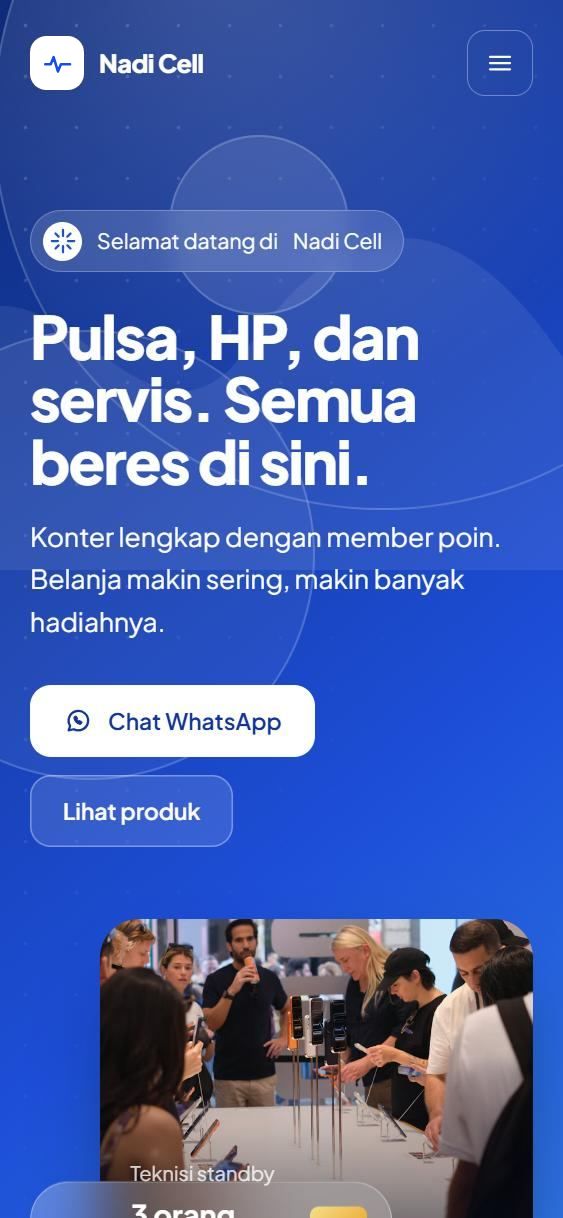 Nadi Cell
Selamat datang di Nadi Cell
Pulsa, HP, dan
servis. Semua
beres di sini.
Konter lengkap dengan member poin.
Belanja makin sering, makin banyak
hadiahnya.
Chat WhatsApp
Lihat produk
Teknisi standby
3 orang